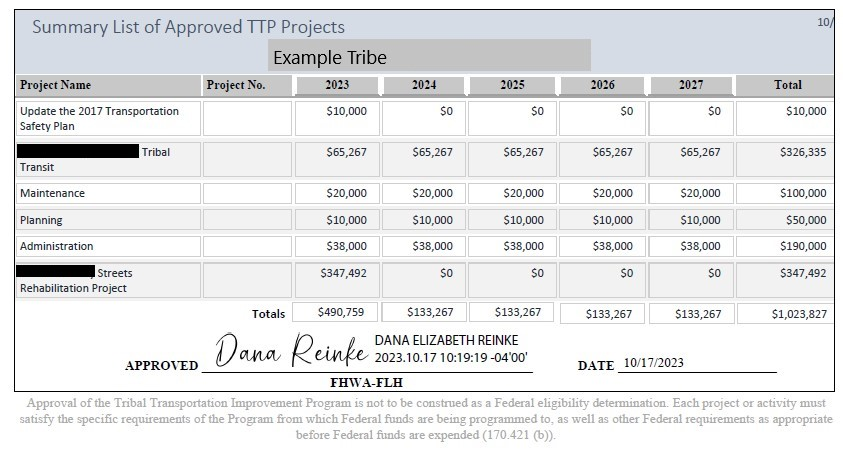 Summary List of Approved TTP Projects
10/
Example Tribe
Project Name Project No. 2023 2024 2025 2026 2027 Total
Update the 2017 Transportation $10,000 $0 $0 $0 $0 $10,000
Safety Plan
Tribal $65,267 $65,267 $65,267 $65,267 $65,267 $326,335
Transit
Maintenance $20,000 $20,000 $20,000 $20,000 $20,000 $100,000
Planning $10,000 $10,000 $10,000 $10,000 $10,000 $50,000
Administration $38,000 $38,000 $38,000 $38,000 $38,000 $190,000
Streets $347,492 $0 $0 $0 $0 $347,492
Rehabilitation Project
Totals $490,759 $133,267 $133,267 $133,267 $133,267 $1,023,827
Dana Reinke DANA ELIZABETH REINKE
2023.10.17 10:19:19 -04'00'
APPROVED DATE 10/17/2023
FHWA-FLH
Approval of the Tribal Transportation Improvement Program is not to be construed as a Federal eligibility determination. Each project or activity must
satisfy the specific requirements of the Program from which Federal funds are being programmed to, as well as other Federal requirements as appropriate
before Federal funds are expended (170.421 (b)).